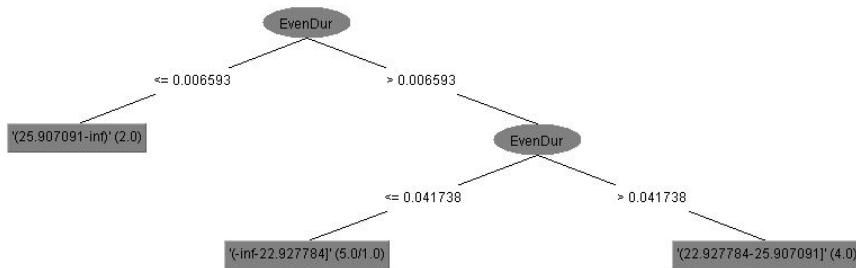 EvenDur
<= 0.006593
> 0.006593
'(25.907091-inf)' (2.0)
EvenDur
<= 0.041738
> 0.041738
'(-inf-22.927784]' (5.0/1.0)
'(22.927784-25.907091]' (4.0)